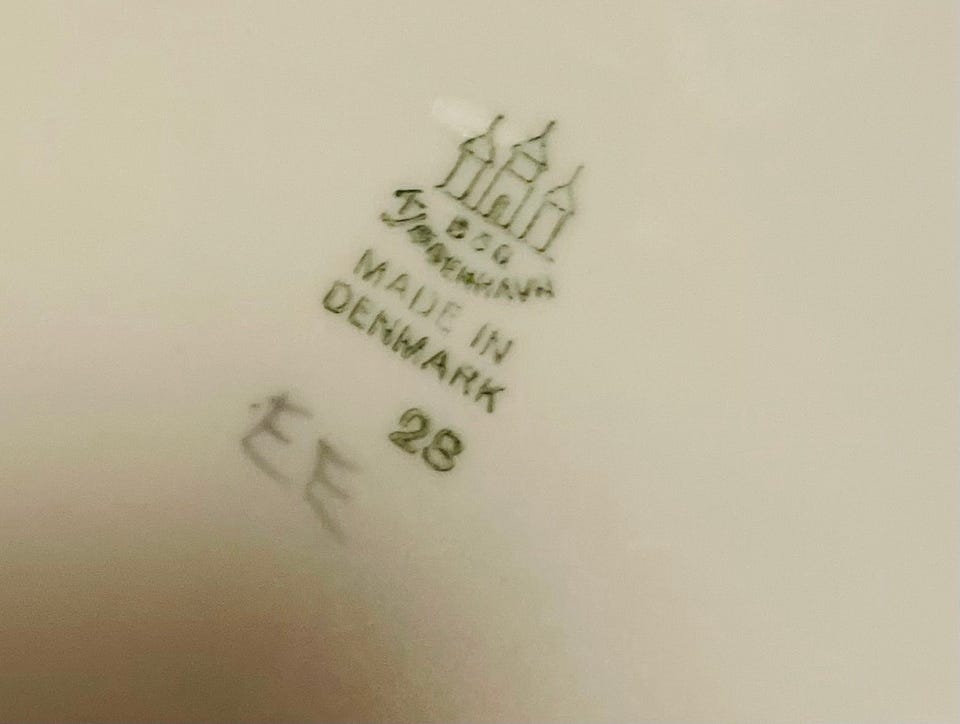 B&G
KJØBENHAVN
MADE IN
DENMARK
28
EE